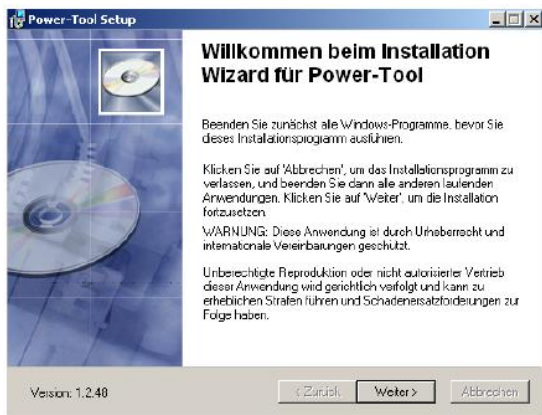 Power-Tool Setup
Willkommen beim Installation
Wizard für Power-Tool
Beenden Sie zunächst alle Windows-Programme, bevor Sie
dieses Installationsprogramm ausführen.
Klicken Sie auf 'Abbrechen', um das Installationsprogramm zu
verlassen, und beenden Sie dann alle anderen laufenden
Anwendungen. Klicken Sie auf 'Weiter', um die Installation
fortzusetzen.
WARNUNG: Diese Anwendung ist durch Urheberrecht und
internationale Vereinbarungen geschützt.
Unberechtigte Reproduktion oder nicht autorisierter Vertrieb
dieser Anwendung wird gerichtlich verfolgt und kann zu
erheblichen Strafen führen und Schadenersatzforderungen zur
Folge haben.
Version: 1.2.48
< Zurück
Weiter >
Abbrechen